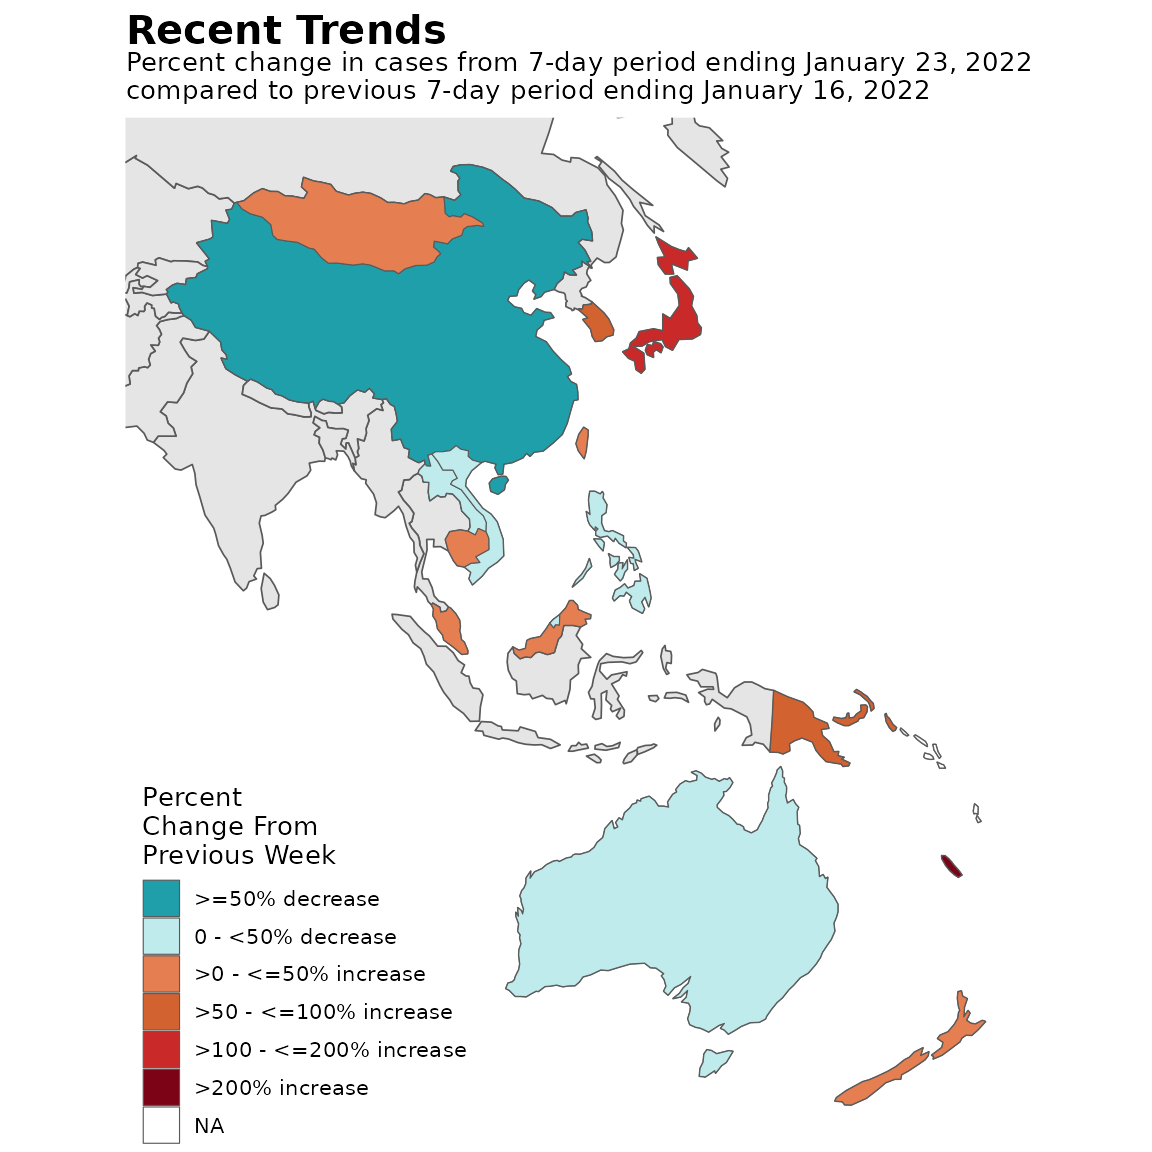 Recent Trends
Percent change in cases from 7-day period ending January 23, 2022
compared to previous 7-day period ending January 16, 2022
Percent
Change From
Previous Week
>=50% decrease
0 - <50% decrease
>0 - <=50% increase
>50 - <=100% increase
>100 - <=200% increase
>200% increase
NA